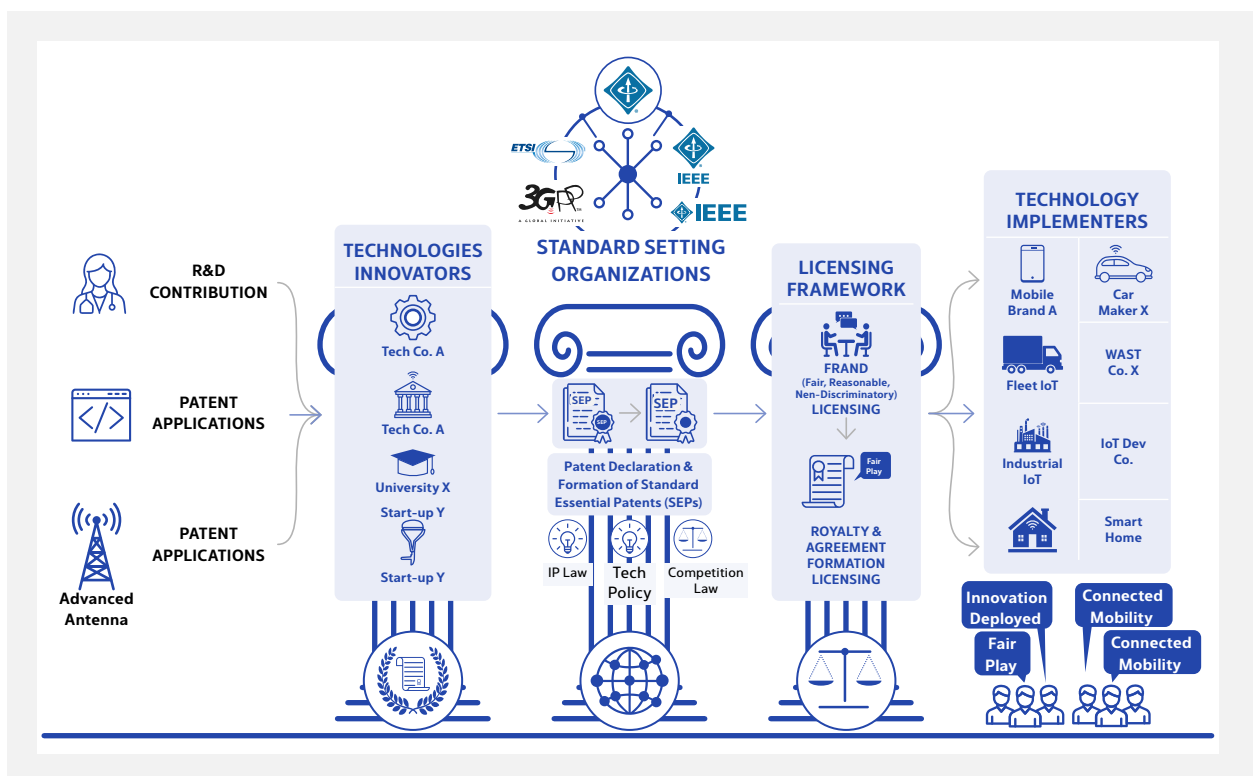 R&D
CONTRIBUTION
PATENT
APPLICATIONS
PATENT
APPLICATIONS
Advanced
Antenna
TECHNOLOGIES
INNOVATORS
Tech Co. A
Tech Co. A
University X
Start-up Y
Start-up Y
ETSI
3GPP
A GLOBAL INITIATIVE
IEEE
IEEE
STANDARD SETTING
ORGANIZATIONS
SEP
SEP
SEP
Patent Declaration &
Formation of Standard
Essential Patents (SEPs)
IP Law
Tech
Policy
Competition
Law
LICENSING
FRAMEWORK
FRAND
(Fair, Reasonable,
Nen-Discriminatory)
LICENSING
Fair
Play
ROYALTY &
AGREEMENT
FORMATION
LICENSING
TECHNOLOGY
IMPLEMENTERS
Mobile
Brand A
Car
Maker X
Fleet IoT
WAST
Co. X
Industrial
IoT
IoT Dev
Co.
Smart
Home
Innovation
Deployed
Fair
Play
Connected
Mobility
Connected
Mobility